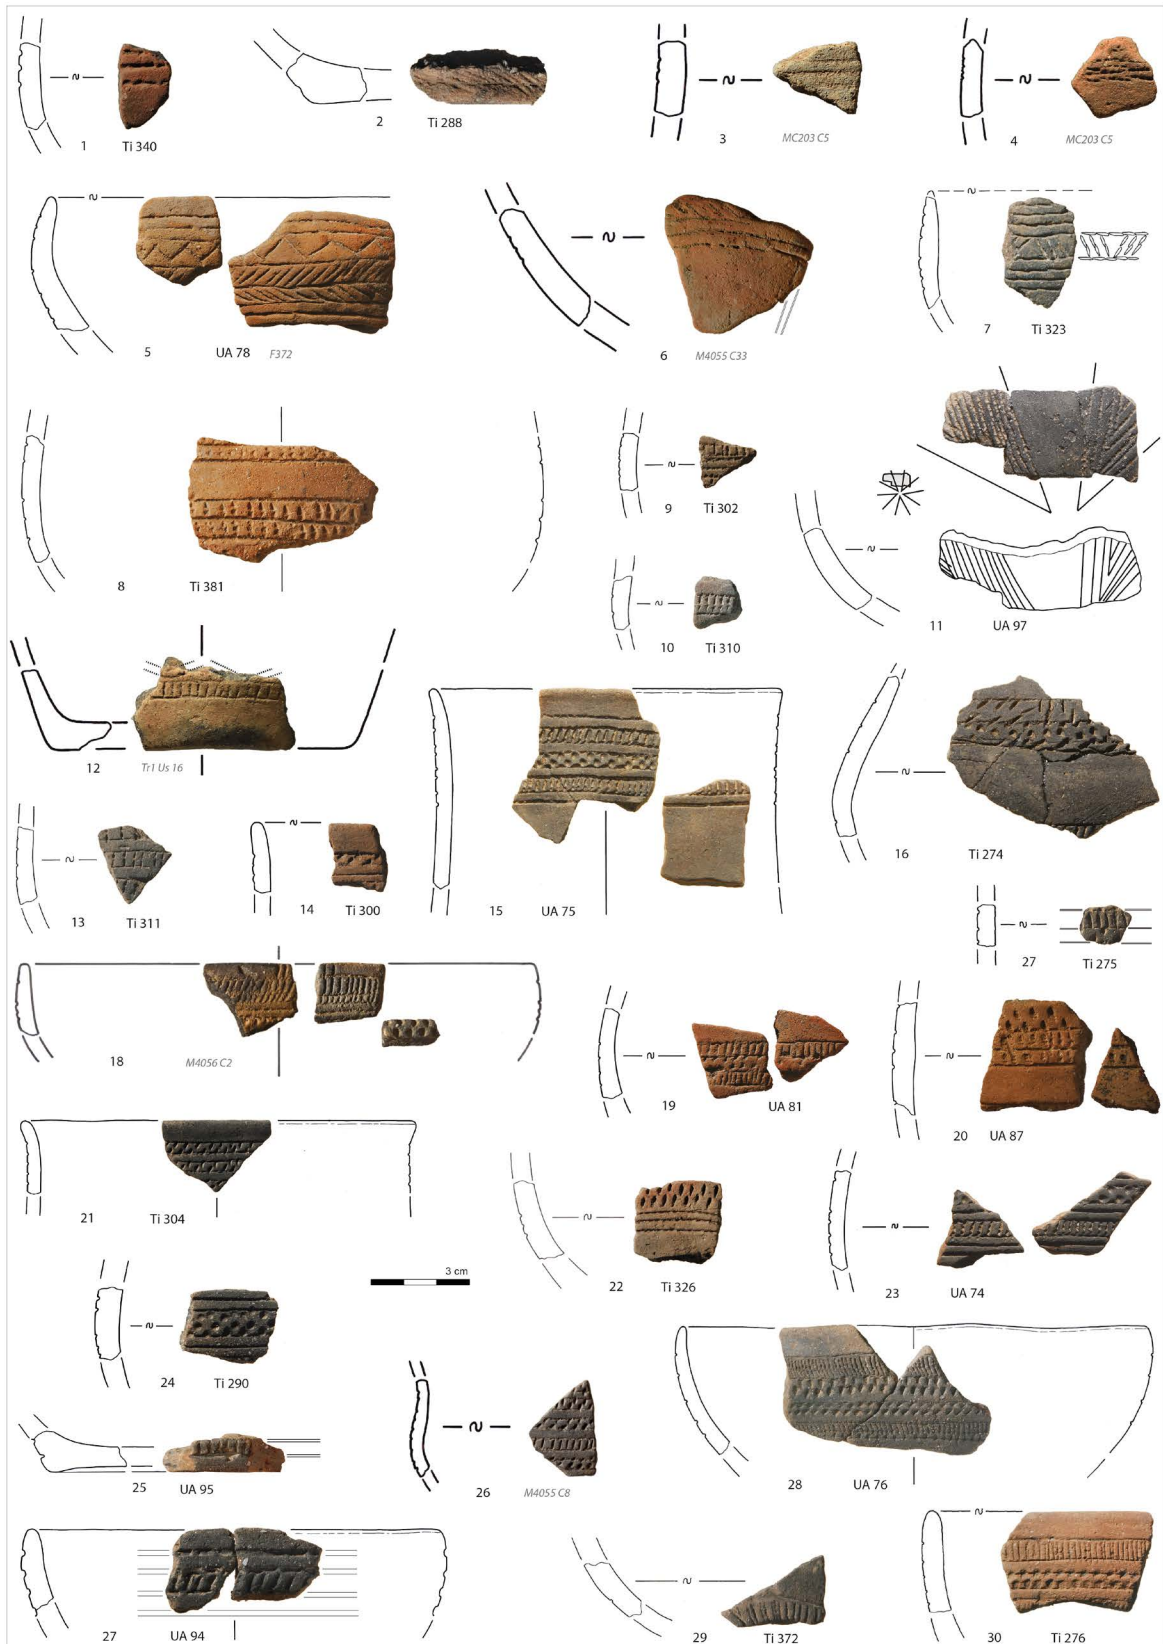 1 Ti 340
2 Ti 288
3 MC203 C5
4 MC203 C5
5 UA 78 F372
6 M4055 C33
7 Ti 323
8 Ti 381
9 Ti 302
10 Ti 310
11 UA 97
12 Tr1 Us 16
13 Ti 311
14 Ti 300
15 UA 75
16 Ti 274
27 Ti 275
18 M4056 C2
19 UA 81
20 UA 87
21 Ti 304
22 Ti 326
23 UA 74
3 cm
24 Ti 290
25 UA 95
26 M4055 C8
28 UA 76
27 UA 94
29 Ti 372
30 Ti 276